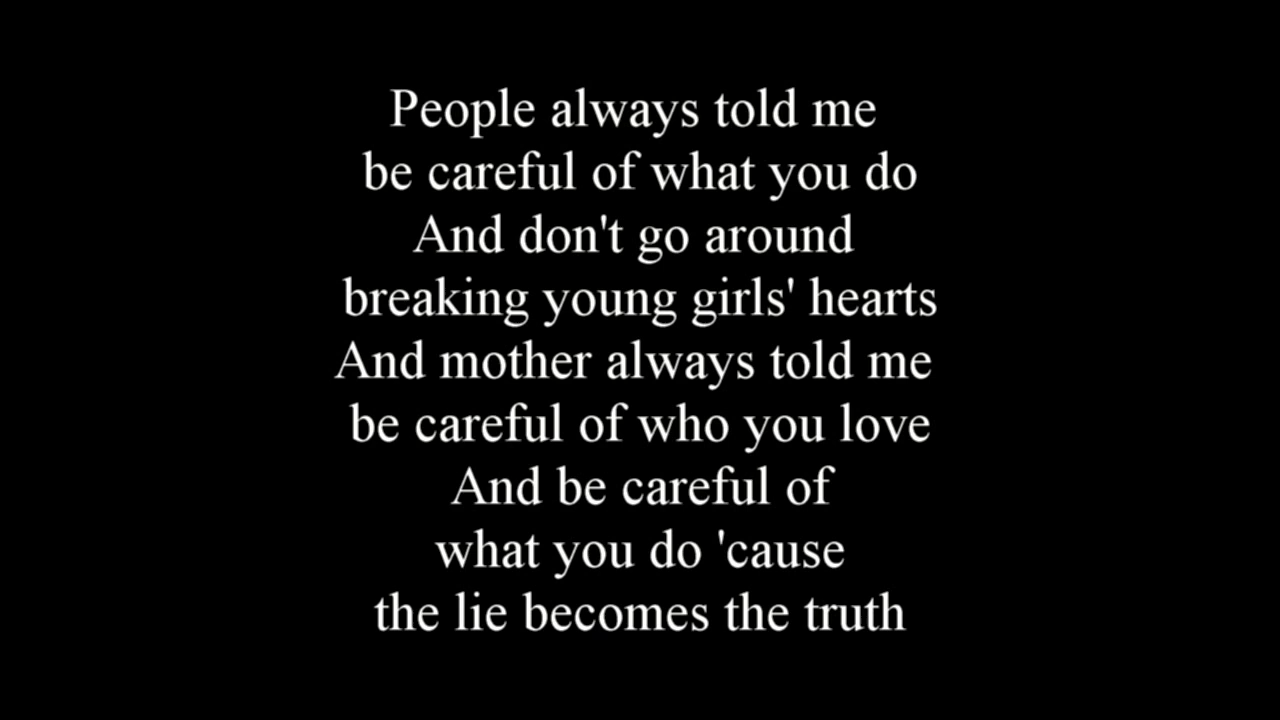 People always told me
be careful of what you do
And don't go around
breaking young girls' hearts
And mother always told me
be careful of who you love
And be careful of
what you do 'cause
the lie becomes the truth